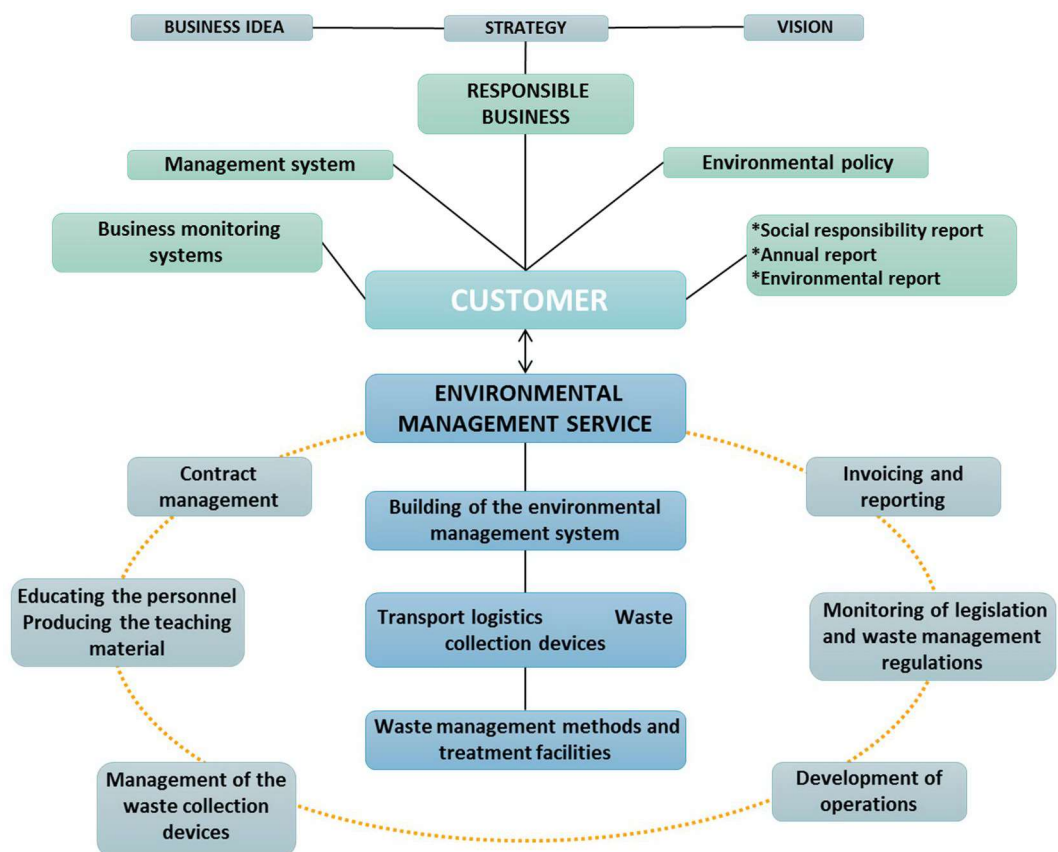 BUSINESS IDEA
STRATEGY
VISION
RESPONSIBLE
BUSINESS
Management system
Environmental policy
Business monitoring
systems
*Social responsibility report
*Annual report
*Environmental report
CUSTOMER
ENVIRONMENTAL
MANAGEMENT SERVICE
Contract
management
Invoicing and
reporting
Building of the environmental
management system
Educating the personnel
Producing the teaching
material
Transport logistics Waste
collection devices
Monitoring of legislation
and waste management
regulations
Waste management methods and
treatment facilities
Management of the
waste collection
devices
Development of
operations